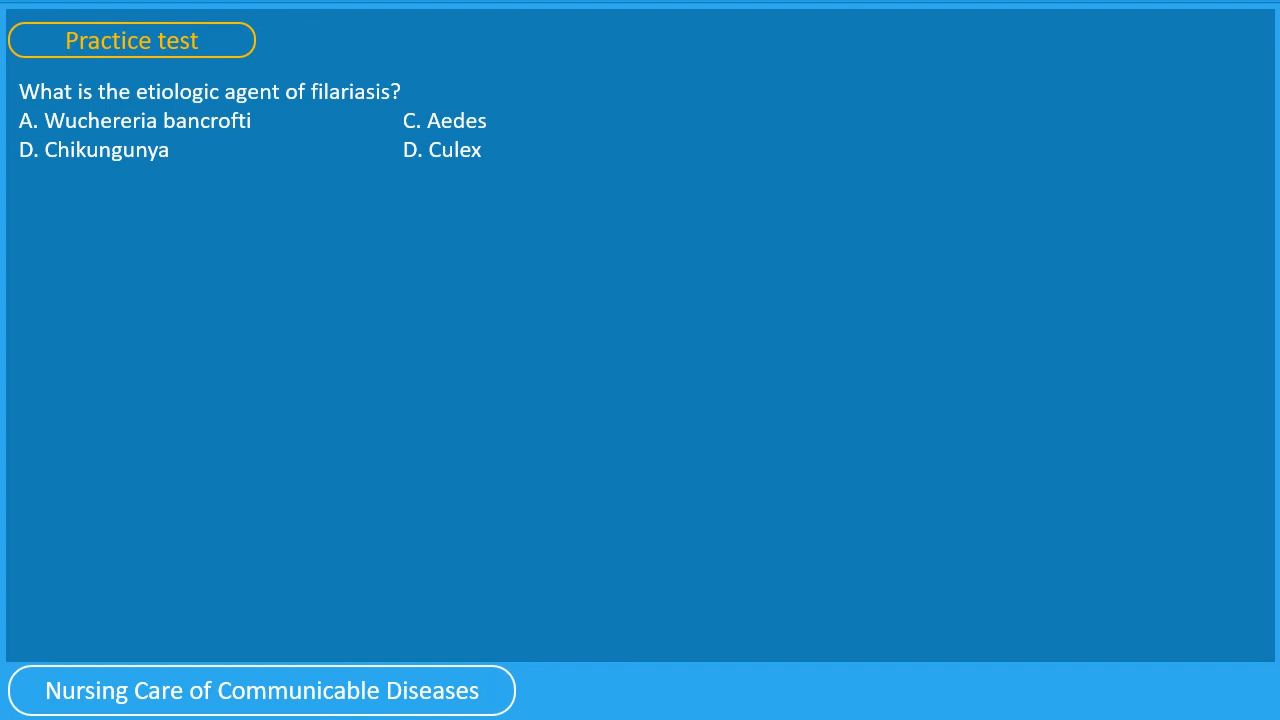 Practice test
What is the etiologic agent of filariasis?
A. Wuchereria bancrofti C. Aedes
D. Chikungunya D. Culex
Nursing Care of Communicable Diseases